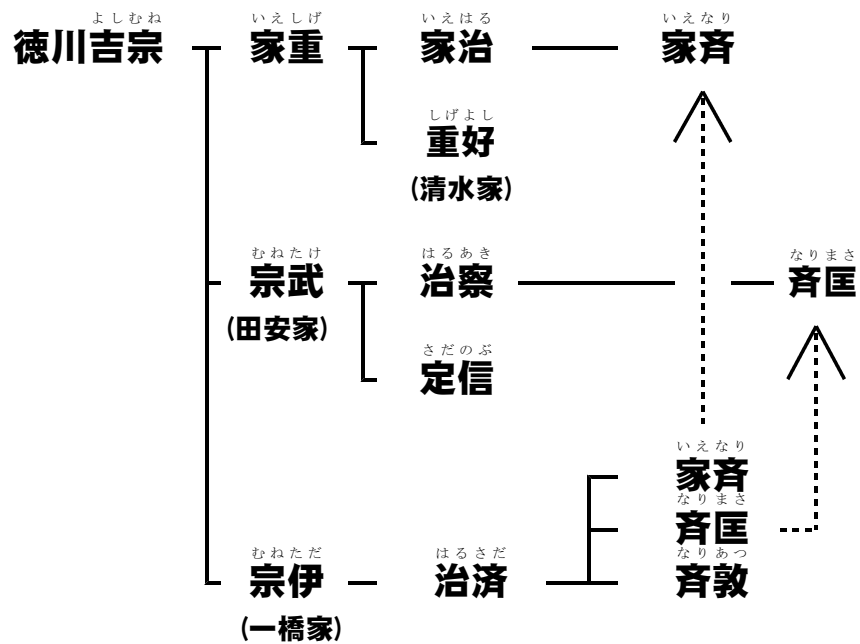 よしむね いえしげ いえはる いえなり
徳川吉宗 家重 家治 家斉
しげよし
重好
(清水家)
むねたけ はるあき なりまさ
宗武 治察 斉匡
(田安家)
さだのぶ
定信
いえなり
家斉
なりまさ
斉匡
むねただ はるさだ なりあつ
宗伊 治済 斉敦
(一橋家)